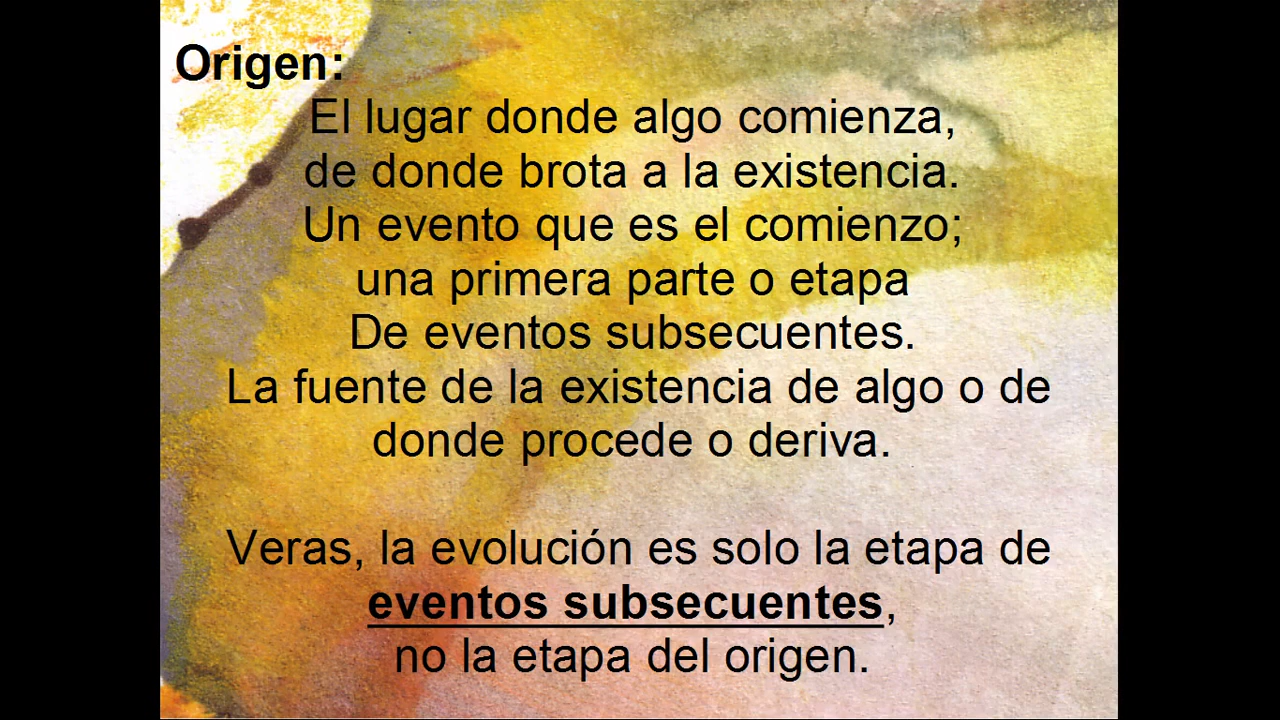 Origen:
El lugar donde algo comienza,
de donde brota a la existencia.
Un evento que es el comienzo;
una primera parte o etapa
De eventos subsecuentes.
La fuente de la existencia de algo o de
donde procede o deriva.
Veras, la evolución es solo la etapa de
eventos subsecuentes,
no la etapa del origen.